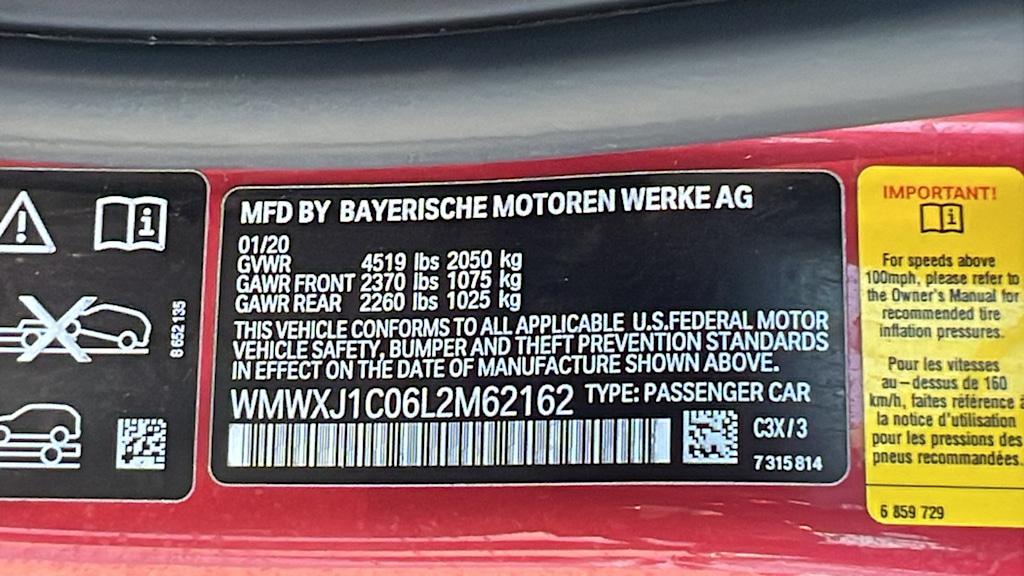 8 652 135
MFD BY BAYERISCHE MOTOREN WERKE AG
01/20
GVWR 4519 lbs 2050 kg
GAWR FRONT 2370 lbs 1075 kg
GAWR REAR 2260 lbs 1025 kg
THIS VEHICLE CONFORMS TO ALL APPLICABLE U.S.FEDERAL MOTOR
VEHICLE SAFETY, BUMPER AND THEFT PREVENTION STANDARDS
IN EFFECT ON THE DATE OF MANUFACTURE SHOWN ABOVE.
WMWXJ1C06L2M62162 TYPE: PASSENGER CAR
C3X/3
7315814
IMPORTANT!
For speeds above
100mph, please refer to
the Owner's Manual for
recommended tire
inflation pressures.
Pour les vitesses
au-dessus de 160
km/h, faites référence à
la notice d'utilisation
pour les pressions des
pneus recommandées.
6 859 729